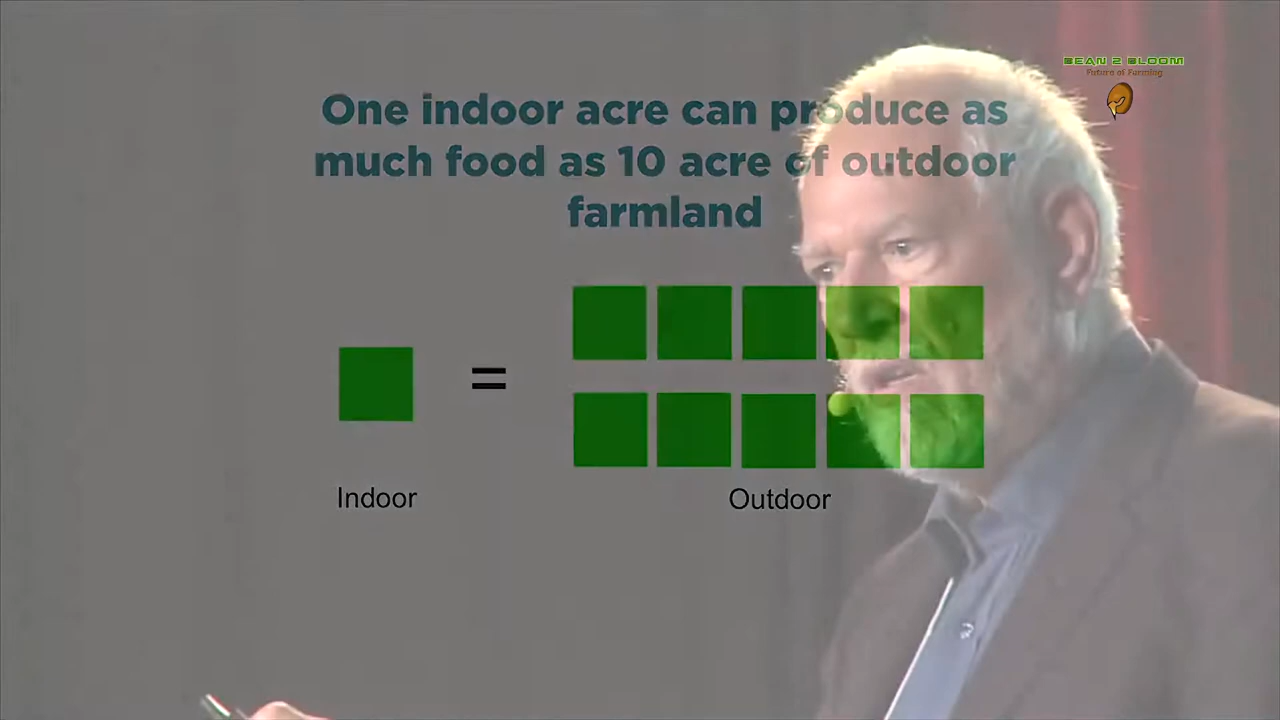 BEAN 2 BLOOM
Future of Farming
One indoor acre can produce as
much food as 10 acre of outdoor
farmland
=
Indoor
Outdoor